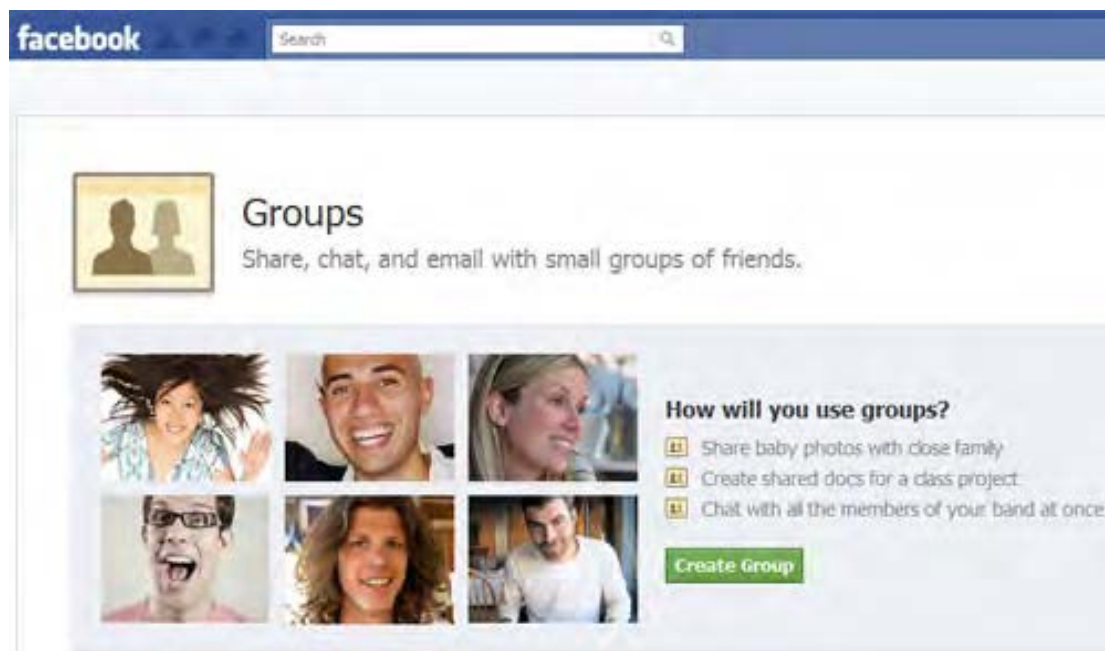 facebook
Search
Groups
Share, chat, and email with small groups of friends.
How will you use groups?
Share baby photos with close family
Create shared docs for a class project
Chat with all the members of your band at once
Create Group